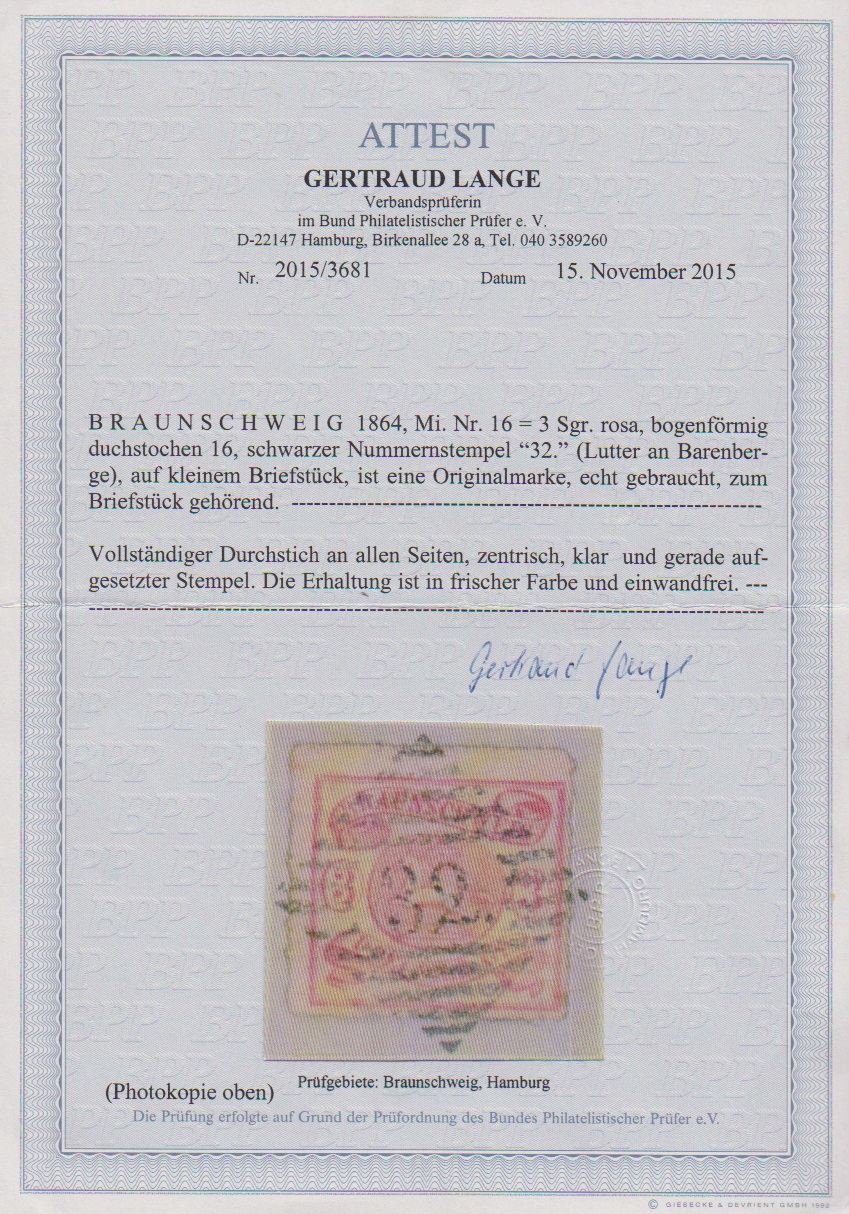 ATTEST
GERTRAUD LANGE
Verbandsprüferin
im Bund Philatelistischer Prüfer e. V.
D-22147 Hamburg, Birkenallee 28 a, Tel. 040 3589260
Nr. 2015/3681 Datum 15. November 2015
B R A U N S C H W E I G 1864, Mi. Nr. 16 = 3 Sgr. rosa, bogenförmig
duchstochen 16, schwarzer Nummernstempel “32.” (Lutter an Barenber-
ge), auf kleinem Briefstück, ist eine Originalmarke, echt gebraucht, zum
Briefstück gehörend. ---
Vollständiger Durchstich an allen Seiten, zentrisch, klar und gerade auf-
gesetzter Stempel. Die Erhaltung ist in frischer Farbe und einwandfrei. ---
Gertraud Lange
32
Prüfgebiete: Braunschweig, Hamburg
(Photokopie oben)
Die Prüfung erfolgte auf Grund der Prüfordnung des Bundes Philatelistischer Prüfer e.V.
© GIESECKE & DEVRIENT GMBH 1992